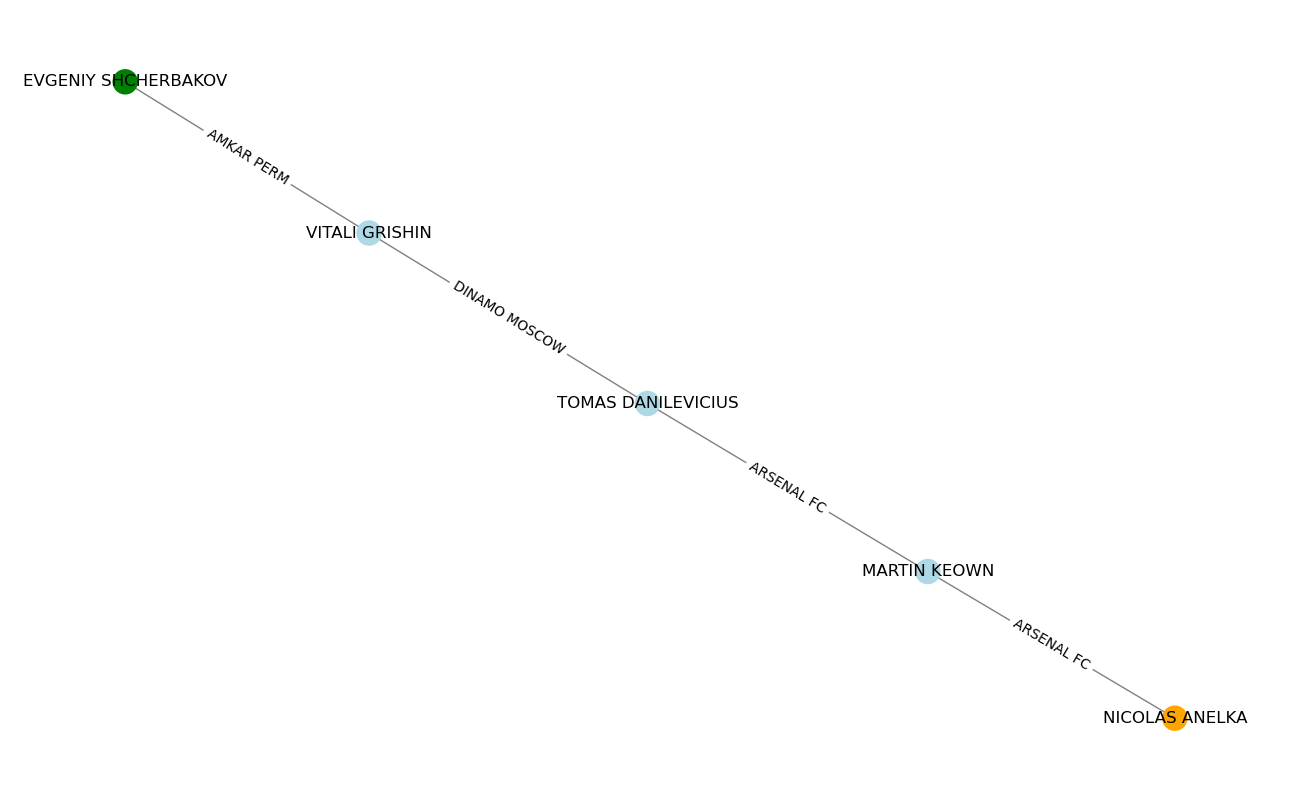 EVGENIY SHCHERBAKOV
AMKAR PERM
VITALI GRISHIN
DINAMO MOSCOW
TOMAS DANILEVICIUS
ARSENAL FC
MARTIN KEOWN
ARSENAL FC
NICOLAS ANELKA